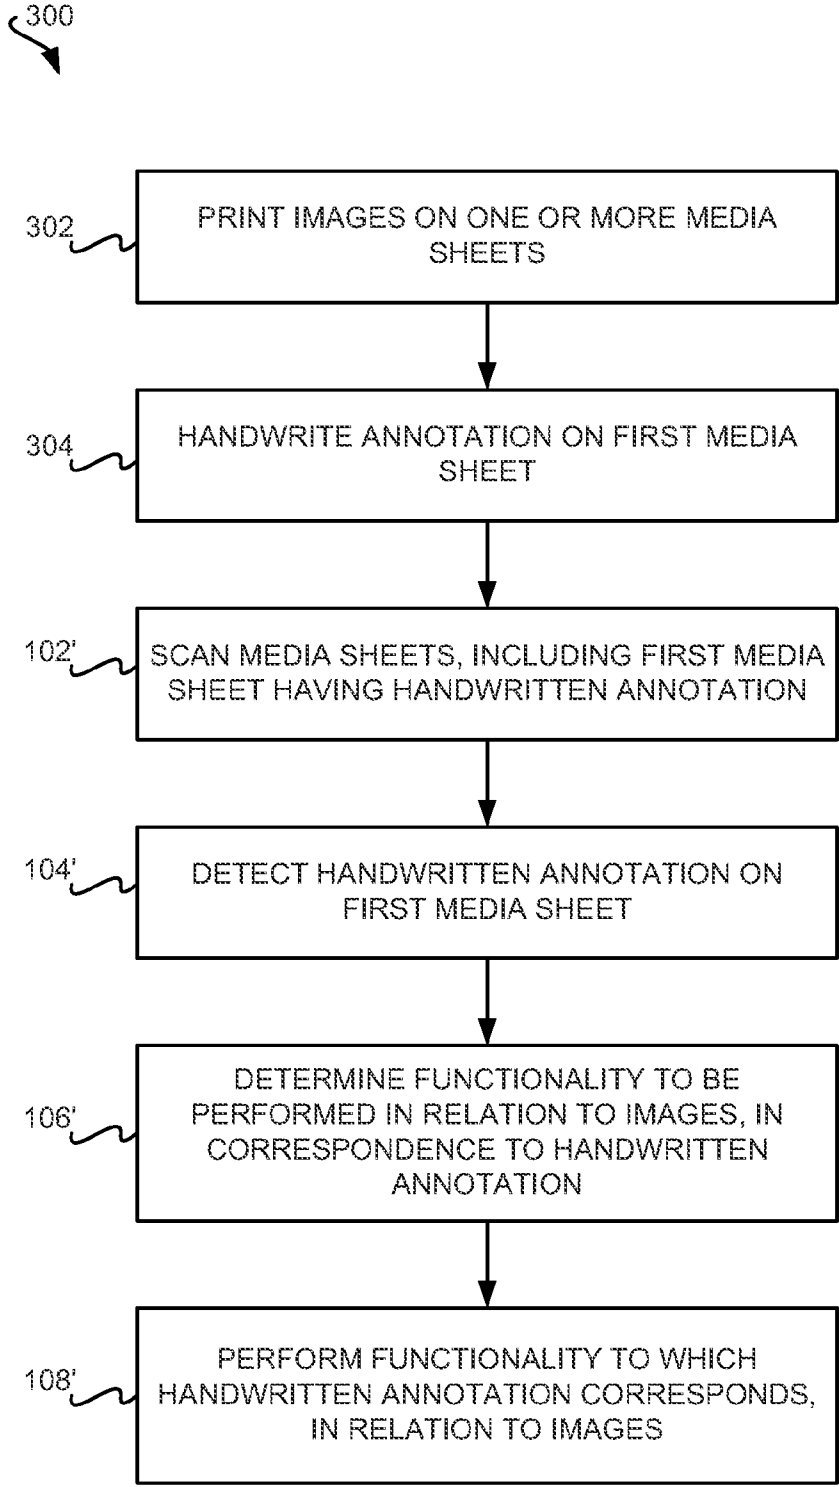 300
302
PRINT IMAGES ON ONE OR MORE MEDIA
SHEETS
304
HANDWRITE ANNOTATION ON FIRST MEDIA
SHEET
102'
SCAN MEDIA SHEETS, INCLUDING FIRST MEDIA
SHEET HAVING HANDWRITTEN ANNOTATION
104'
DETECT HANDWRITTEN ANNOTATION ON
FIRST MEDIA SHEET
106'
DETERMINE FUNCTIONALITY TO BE
PERFORMED IN RELATION TO IMAGES, IN
CORRESPONDENCE TO HANDWRITTEN
ANNOTATION
108'
PERFORM FUNCTIONALITY TO WHICH
HANDWRITTEN ANNOTATION CORRESPONDS,
IN RELATION TO IMAGES